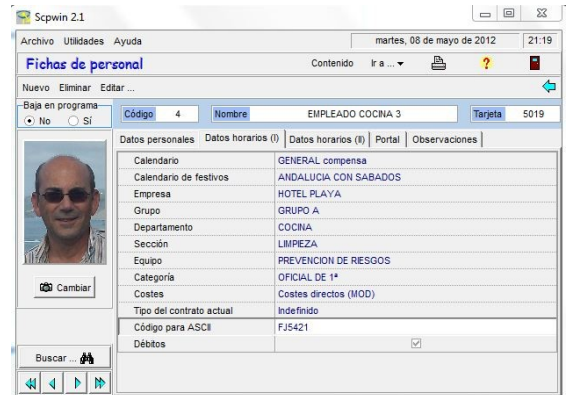 Scpwin 2.1
Archivo Utilidades Ayuda martes, 08 de mayo de 2012 21:19
Fichas de personal Contenido Ir a ... ?
Nuevo Eliminar Editar ...
Baja en programa
No Sí
Código 4 Nombre EMPLEADO COCINA 3 Tarjeta 5019
Datos personales Datos horarios (I) Datos horarios (II) Portal Observaciones
Calendario GENERAL compensa
Calendario de festivos ANDALUCIA CON SABADOS
Empresa HOTEL PLAYA
Grupo GRUPO A
Departamento COCINA
Sección LIMPIEZA
Equipo PREVENCION DE RIESGOS
Categoría OFICIAL DE 1ª
Costes Costes directos (MOD)
Tipo del contrato actual Indefinido
Código para ASCII FJ5421
Débitos
Cambiar
Buscar ...